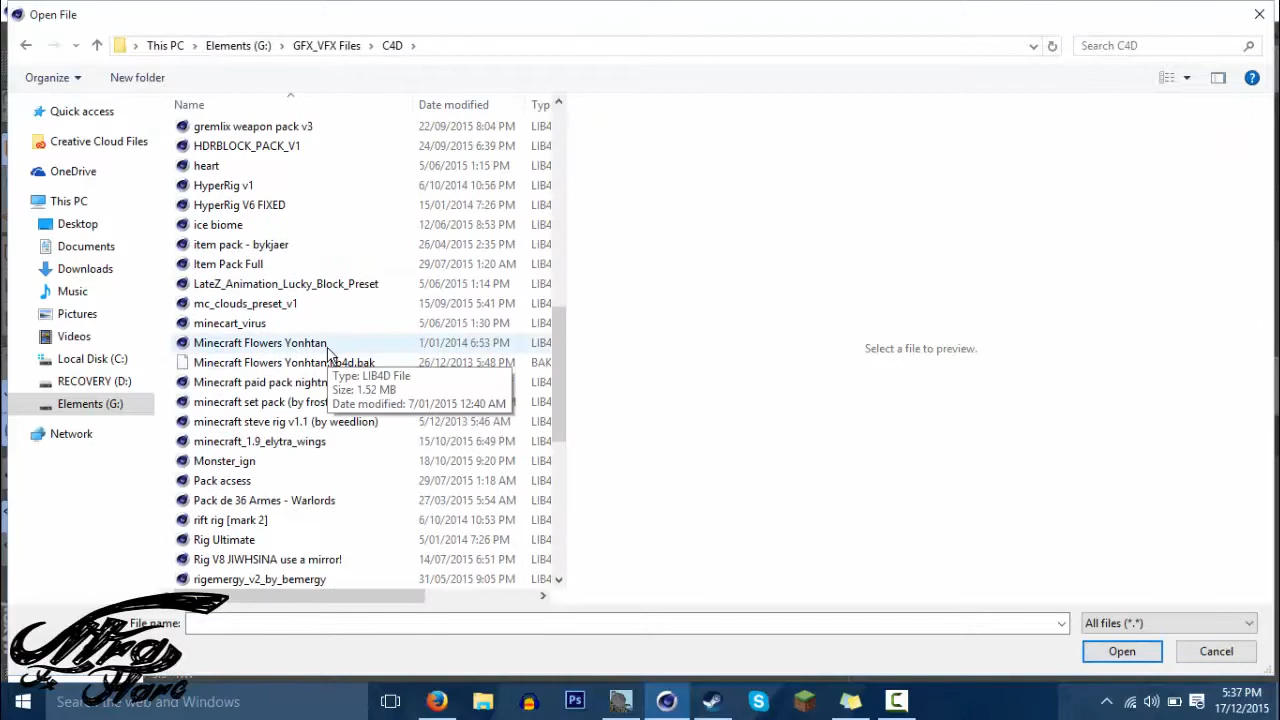 Open File
This PC
Elements (G:)
GFX_VFX Files
C4D
Search C4D
Organize
New folder
Name
Date modified
Typ
Quick access
Creative Cloud Files
OneDrive
This PC
Desktop
Documents
Downloads
Music
Pictures
Videos
Local Disk (C:)
RECOVERY (D:)
Elements (G:)
Network
gremlix weapon pack v3 22/09/2015 8:04 PM LIB4
HDRBLOCK_PACK_V1 24/09/2015 6:39 PM LIB4
heart 5/06/2015 1:15 PM LIB4
HyperRig v1 6/10/2014 10:56 PM LIB4
HyperRig V6 FIXED 15/01/2014 7:26 PM LIB4
ice biome 12/06/2015 8:53 PM LIB4
item pack - bykjaer 26/04/2015 2:35 PM LIB4
Item Pack Full 29/07/2015 1:20 AM LIB4
LateZ_Animation_Lucky_Block_Preset 5/06/2015 1:14 PM LIB4
mc_clouds_preset_v1 15/09/2015 5:41 PM LIB4
minecart_virus 5/06/2015 1:30 PM LIB4
Minecraft Flowers Yonhtan 1/01/2014 6:53 PM LIB4
Minecraft Flowers Yonhtan.lib4d.bak 26/12/2013 5:48 PM BAK
Minecraft paid pack nightn
minecraft set pack (by frost
minecraft steve rig v1.1 (by weedlion) 5/12/2013 5:46 AM LIB4
minecraft_1.9_elytra_wings 15/10/2015 6:49 PM LIB4
Monster_ign 18/10/2015 9:20 PM LIB4
Pack acsess 29/07/2015 1:18 AM LIB4
Pack de 36 Armes - Warlords 27/03/2015 5:54 AM LIB4
rift rig [mark 2] 6/10/2014 10:53 PM LIB4
Rig Ultimate 5/01/2014 7:26 PM LIB4
Rig V8 JIWHSINA use a mirror! 14/07/2015 6:51 PM LIB4
rigemergy_v2_by_bemergy 31/05/2015 9:05 PM LIB4
Type: LIB4D File
Size: 1.52 MB
Date modified: 7/01/2015 12:40 AM
Select a file to preview.
File name:
All files (*.*)
Open
Cancel
Search the web and Windows
5:37 PM
17/12/2015